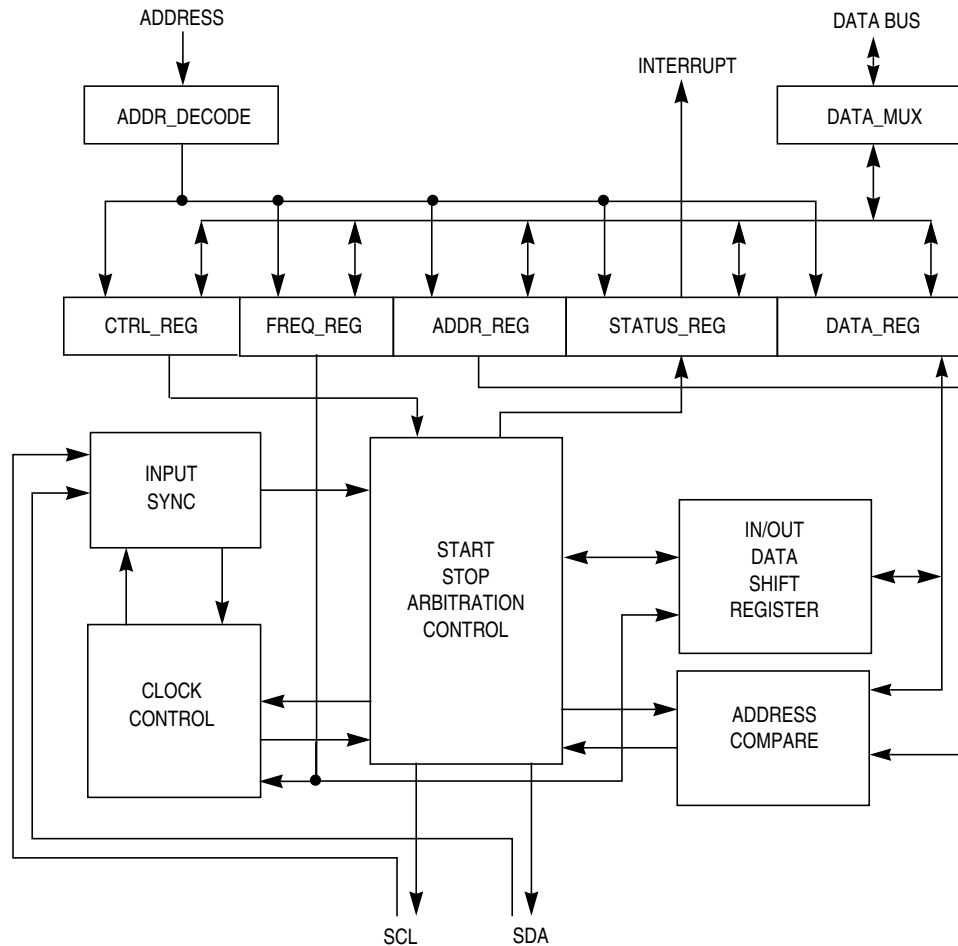 ADDRESS
DATA BUS
INTERRUPT
ADDR_DECODE
DATA_MUX
CTRL_REG
FREQ_REG
ADDR_REG
STATUS_REG
DATA_REG
INPUT
SYNC
START
STOP
ARBITRATION
CONTROL
IN/OUT
DATA
SHIFT
REGISTER
CLOCK
CONTROL
ADDRESS
COMPARE
SCL
SDA